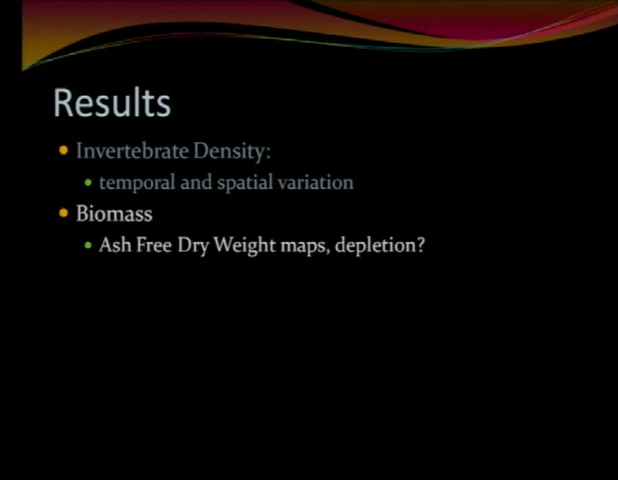 Results
Invertebrate Density:
temporal and spatial variation
Biomass
Ash Free Dry Weight maps, depletion?